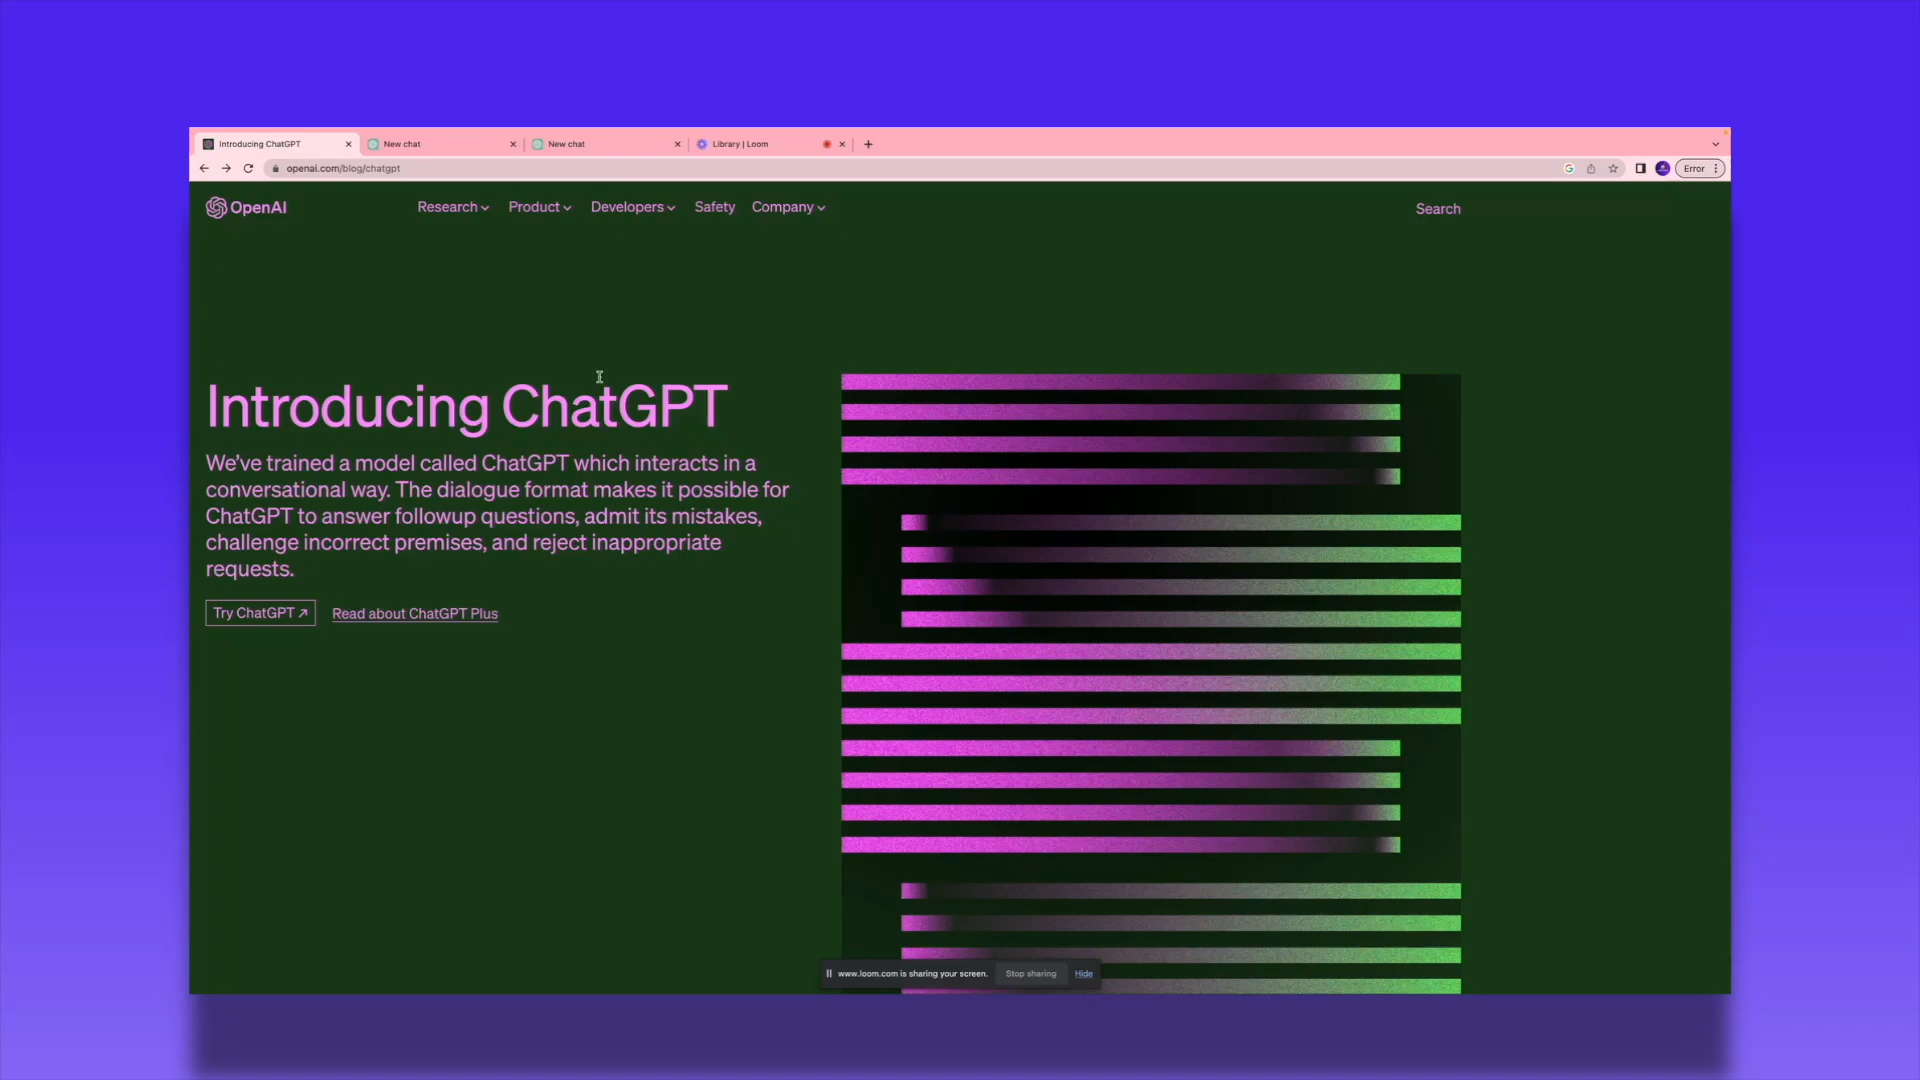 Introducing ChatGPT
New chat
New chat
Library | Loom
openai.com/blog/chatgpt
Error
OpenAI
Research
Product
Developers
Safety
Company
Search
Introducing ChatGPT
We've trained a model called ChatGPT which interacts in a
conversational way. The dialogue format makes it possible for
ChatGPT to answer followup questions, admit its mistakes,
challenge incorrect premises, and reject inappropriate
requests.
Try ChatGPT ↗
Read about ChatGPT Plus
www.loom.com is sharing your screen.
Stop sharing
Hide